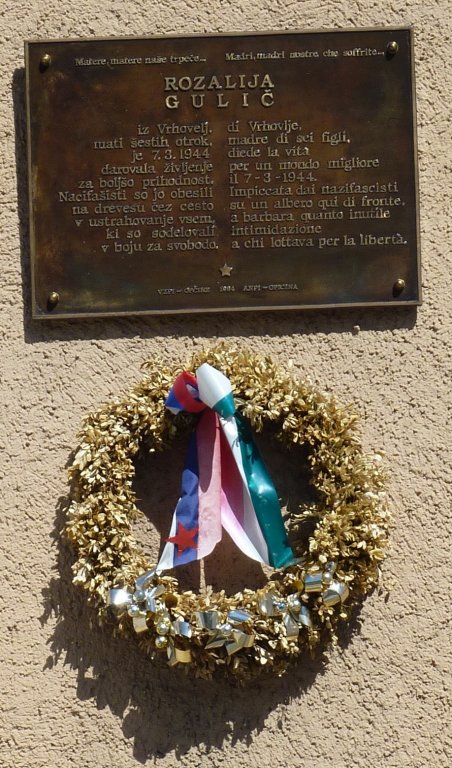 Matere, matere naše trpeče... Madri, madri nostre, che soffrite...
ROZALIJA
GULIČ
iz Vrhovelj, di Vrhovlje,
mati šestih otrok, madre di sei figli,
je 7.3.1944 diede la vita
darovala življenje per un mondo migliore
za boljšo prihodnost. il 7-3-1944.
Nacifašisti so jo obesili Impiccata dai nazifascisti
na drevesu čez cesto su un albero qui di fronte,
v ustrahovanje vsem, a barbara quanto inutile
ki so sodelovali intimidazione
v boju za svobodo. a chi lottava per la libertà.
VZPI - OPČINE 1984 ANPI - OPICINA